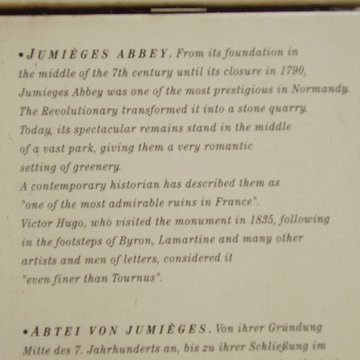 • JUMIÈGES ABBEY. From its foundation in
the middle of the 7th century until its closure in 1790,
Jumieges Abbey was one of the most prestigious in Normandy.
The Revolutionary transformed it into a stone quarry.
Today, its spectacular remains stand in the middle
of a vast park, giving them a very romantic
setting of greenery.
A contemporary historian has described them as
"one of the most admirable ruins in France".
Victor Hugo, who visited the monument in 1835, following
in the footsteps of Byron, Lamartine and many other
artists and men of letters, considered it
"even finer than Tournus".
• ABTEI VON JUMIÈGES. Von ihrer Gründung
Mitte des 7. Jahrhunderts an, bis zu ihrer Schließung im